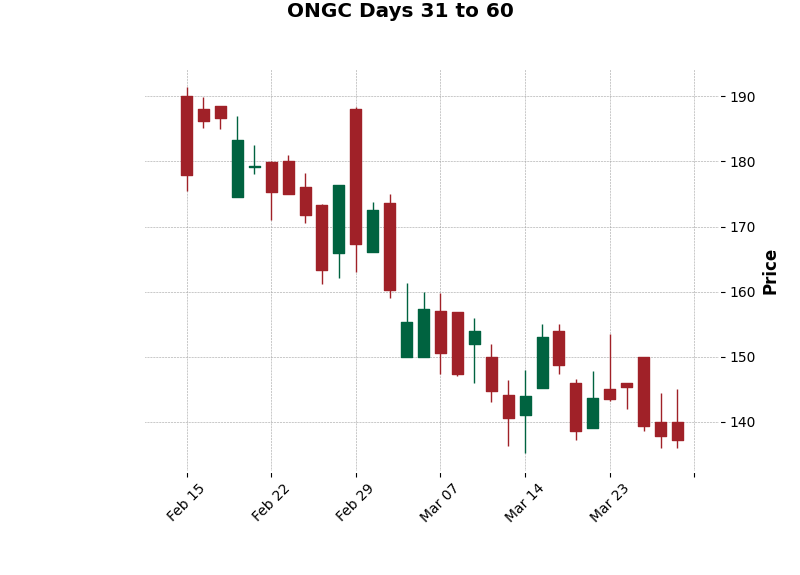 ONGC Days 31 to 60
190
180
170
160
150
140
Price
Feb 15
Feb 22
Feb 29
Mar 07
Mar 14
Mar 23